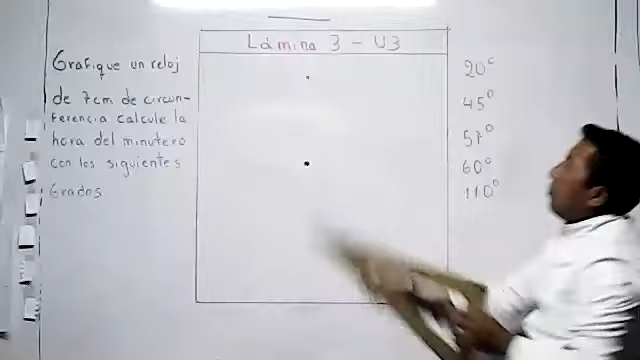 Lámina 3 - U3
Grafique un reloj
de 7cm de circun-
ferencia calcule la
hora del minutero
con los siguientes
Grados
20°
45°
57°
60°
110°